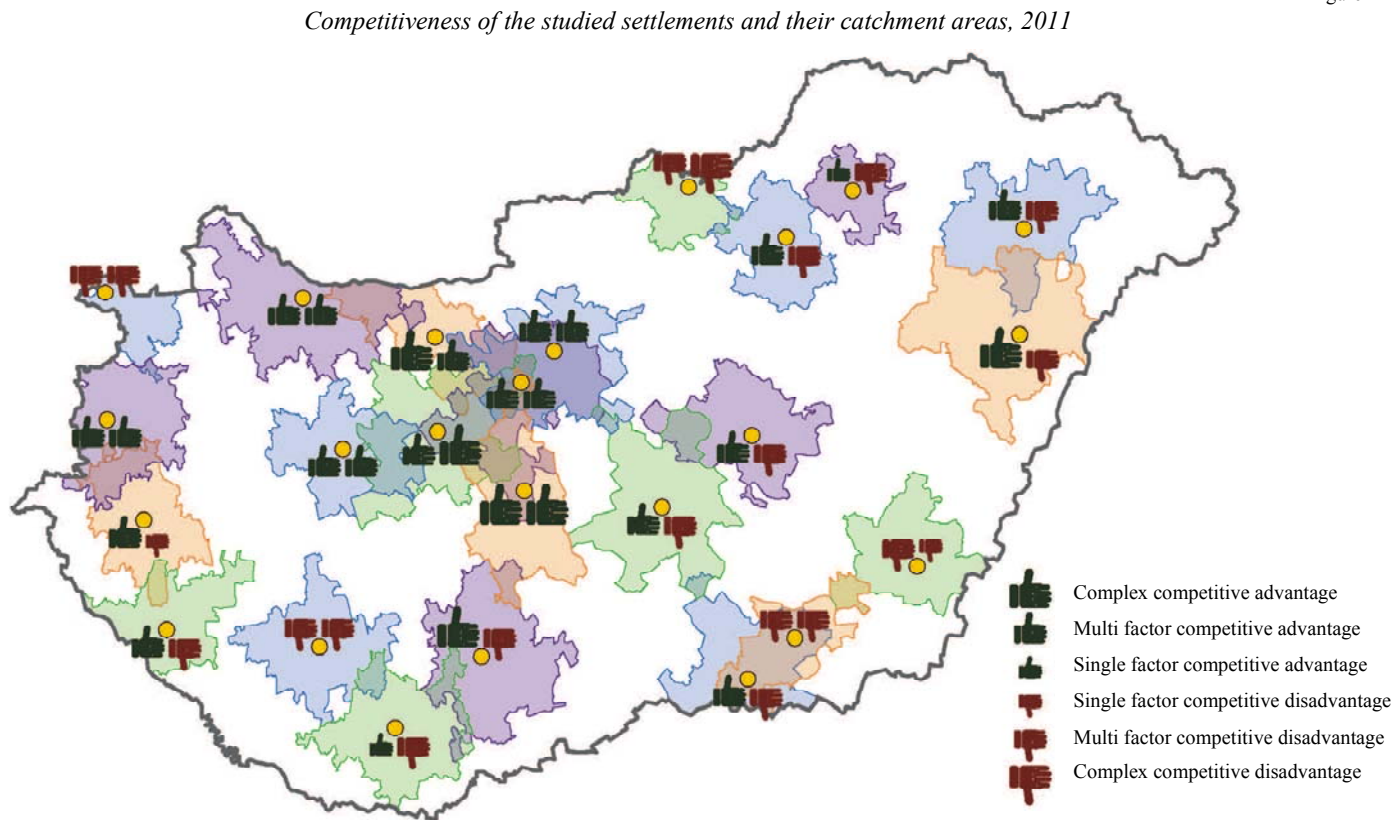 Competitiveness of the studied settlements and their catchment areas, 2011
Complex competitive advantage
Multi factor competitive advantage
Single factor competitive advantage
Single factor competitive disadvantage
Multi factor competitive disadvantage
Complex competitive disadvantage